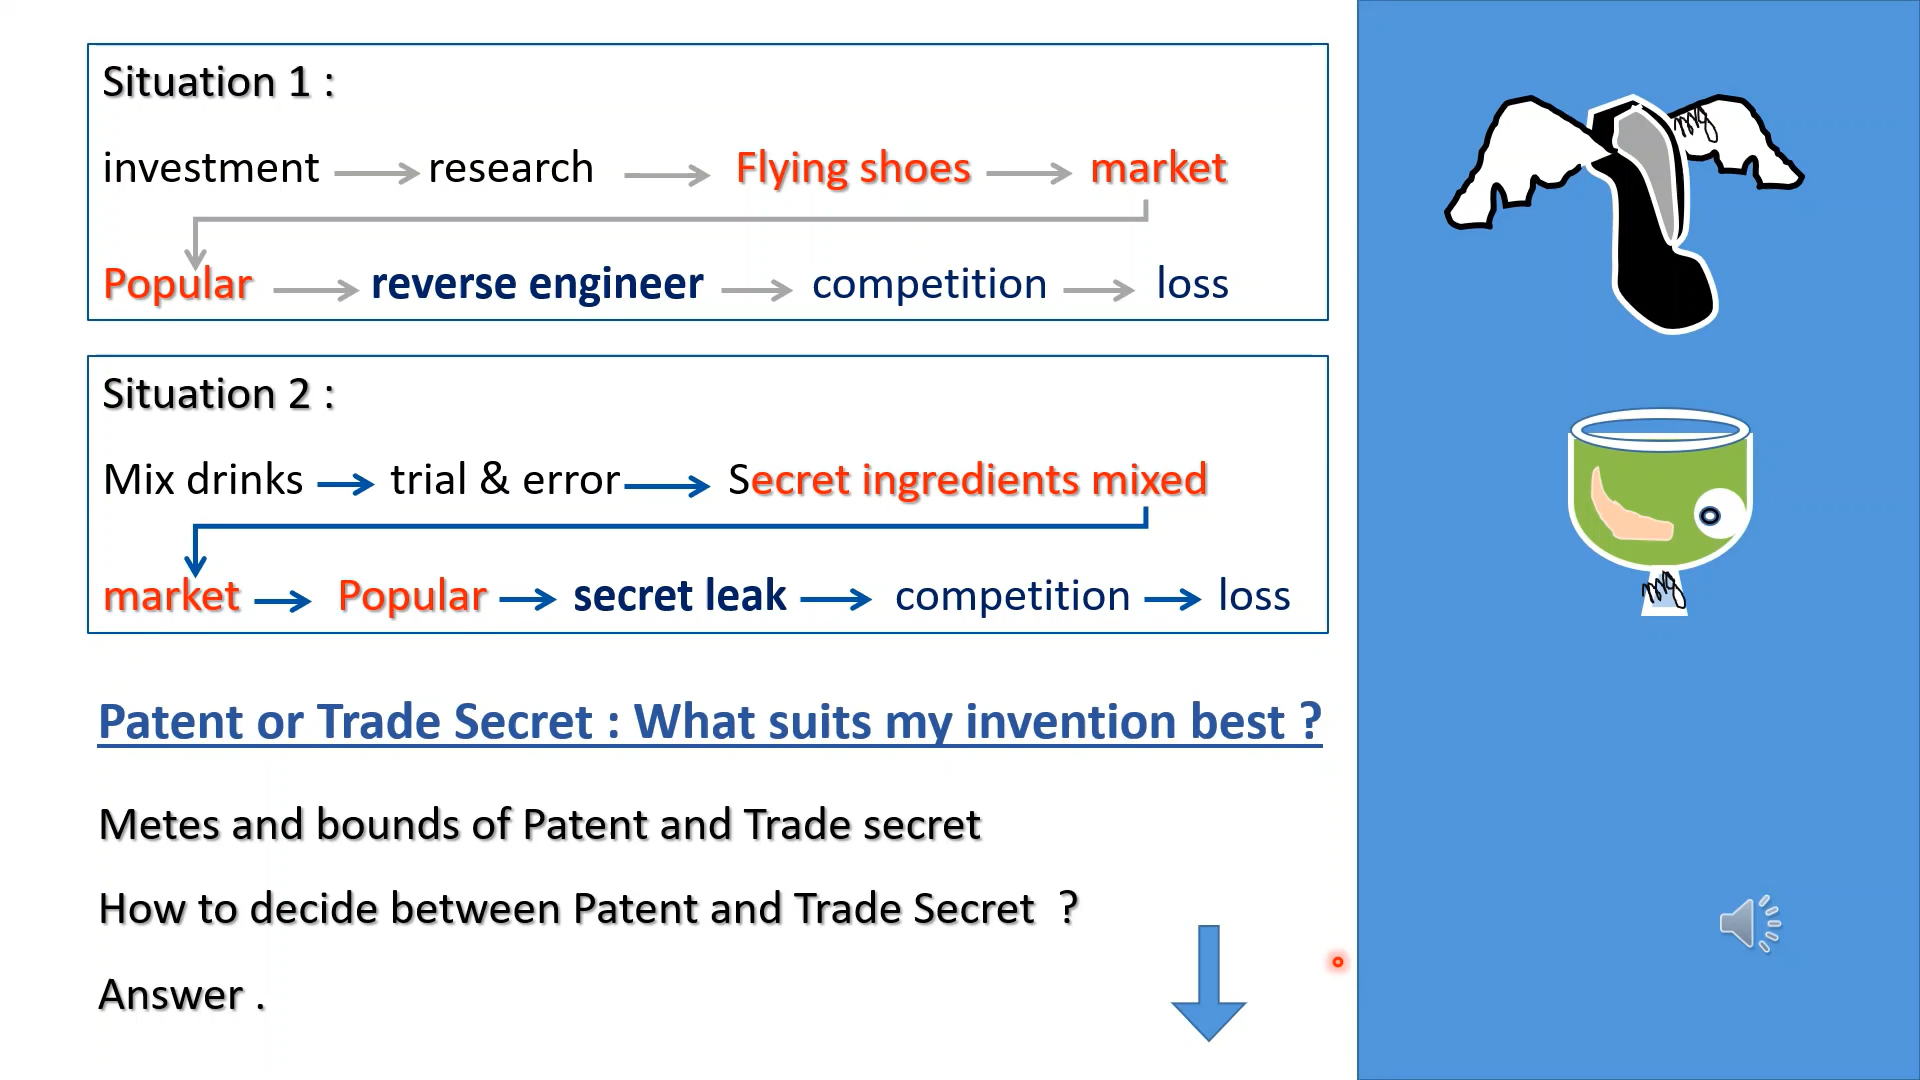 Situation 1 :
investment research Flying shoes market
Popular reverse engineer competition loss
Situation 2 :
Mix drinks trial & error Secret ingredients mixed
market Popular secret leak competition loss
Patent or Trade Secret : What suits my invention best ?
Metes and bounds of Patent and Trade secret
How to decide between Patent and Trade Secret ?
Answer .